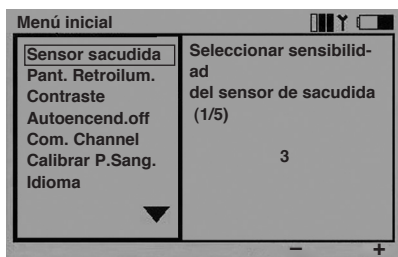 Menú inicial
Sensor sacudida
Pant. Retroilum.
Contraste
Autoencend.off
Com. Channel
Calibrar P.Sang.
Idioma
Seleccionar sensibilid-
ad
del sensor de sacudida
(1/5)
3
− +